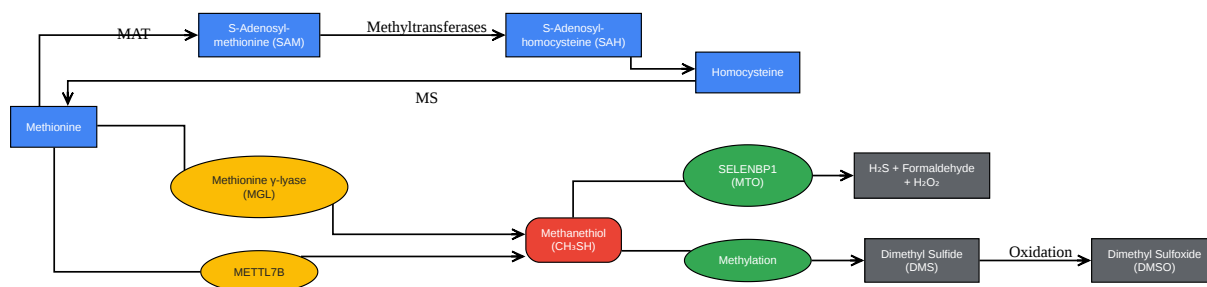 MAT
S-Adenosyl-
methionine (SAM)
Methyltransferases
S-Adenosyl-
homocysteine (SAH)
Homocysteine
MS
Methionine
Methionine γ-lyase
(MGL)
SELENBP1
(MTO)
H₂S + Formaldehyde
+ H₂O₂
Methanethiol
(CH₃SH)
METTL7B
Methylation
Dimethyl Sulfide
(DMS)
Oxidation
Dimethyl Sulfoxide
(DMSO)